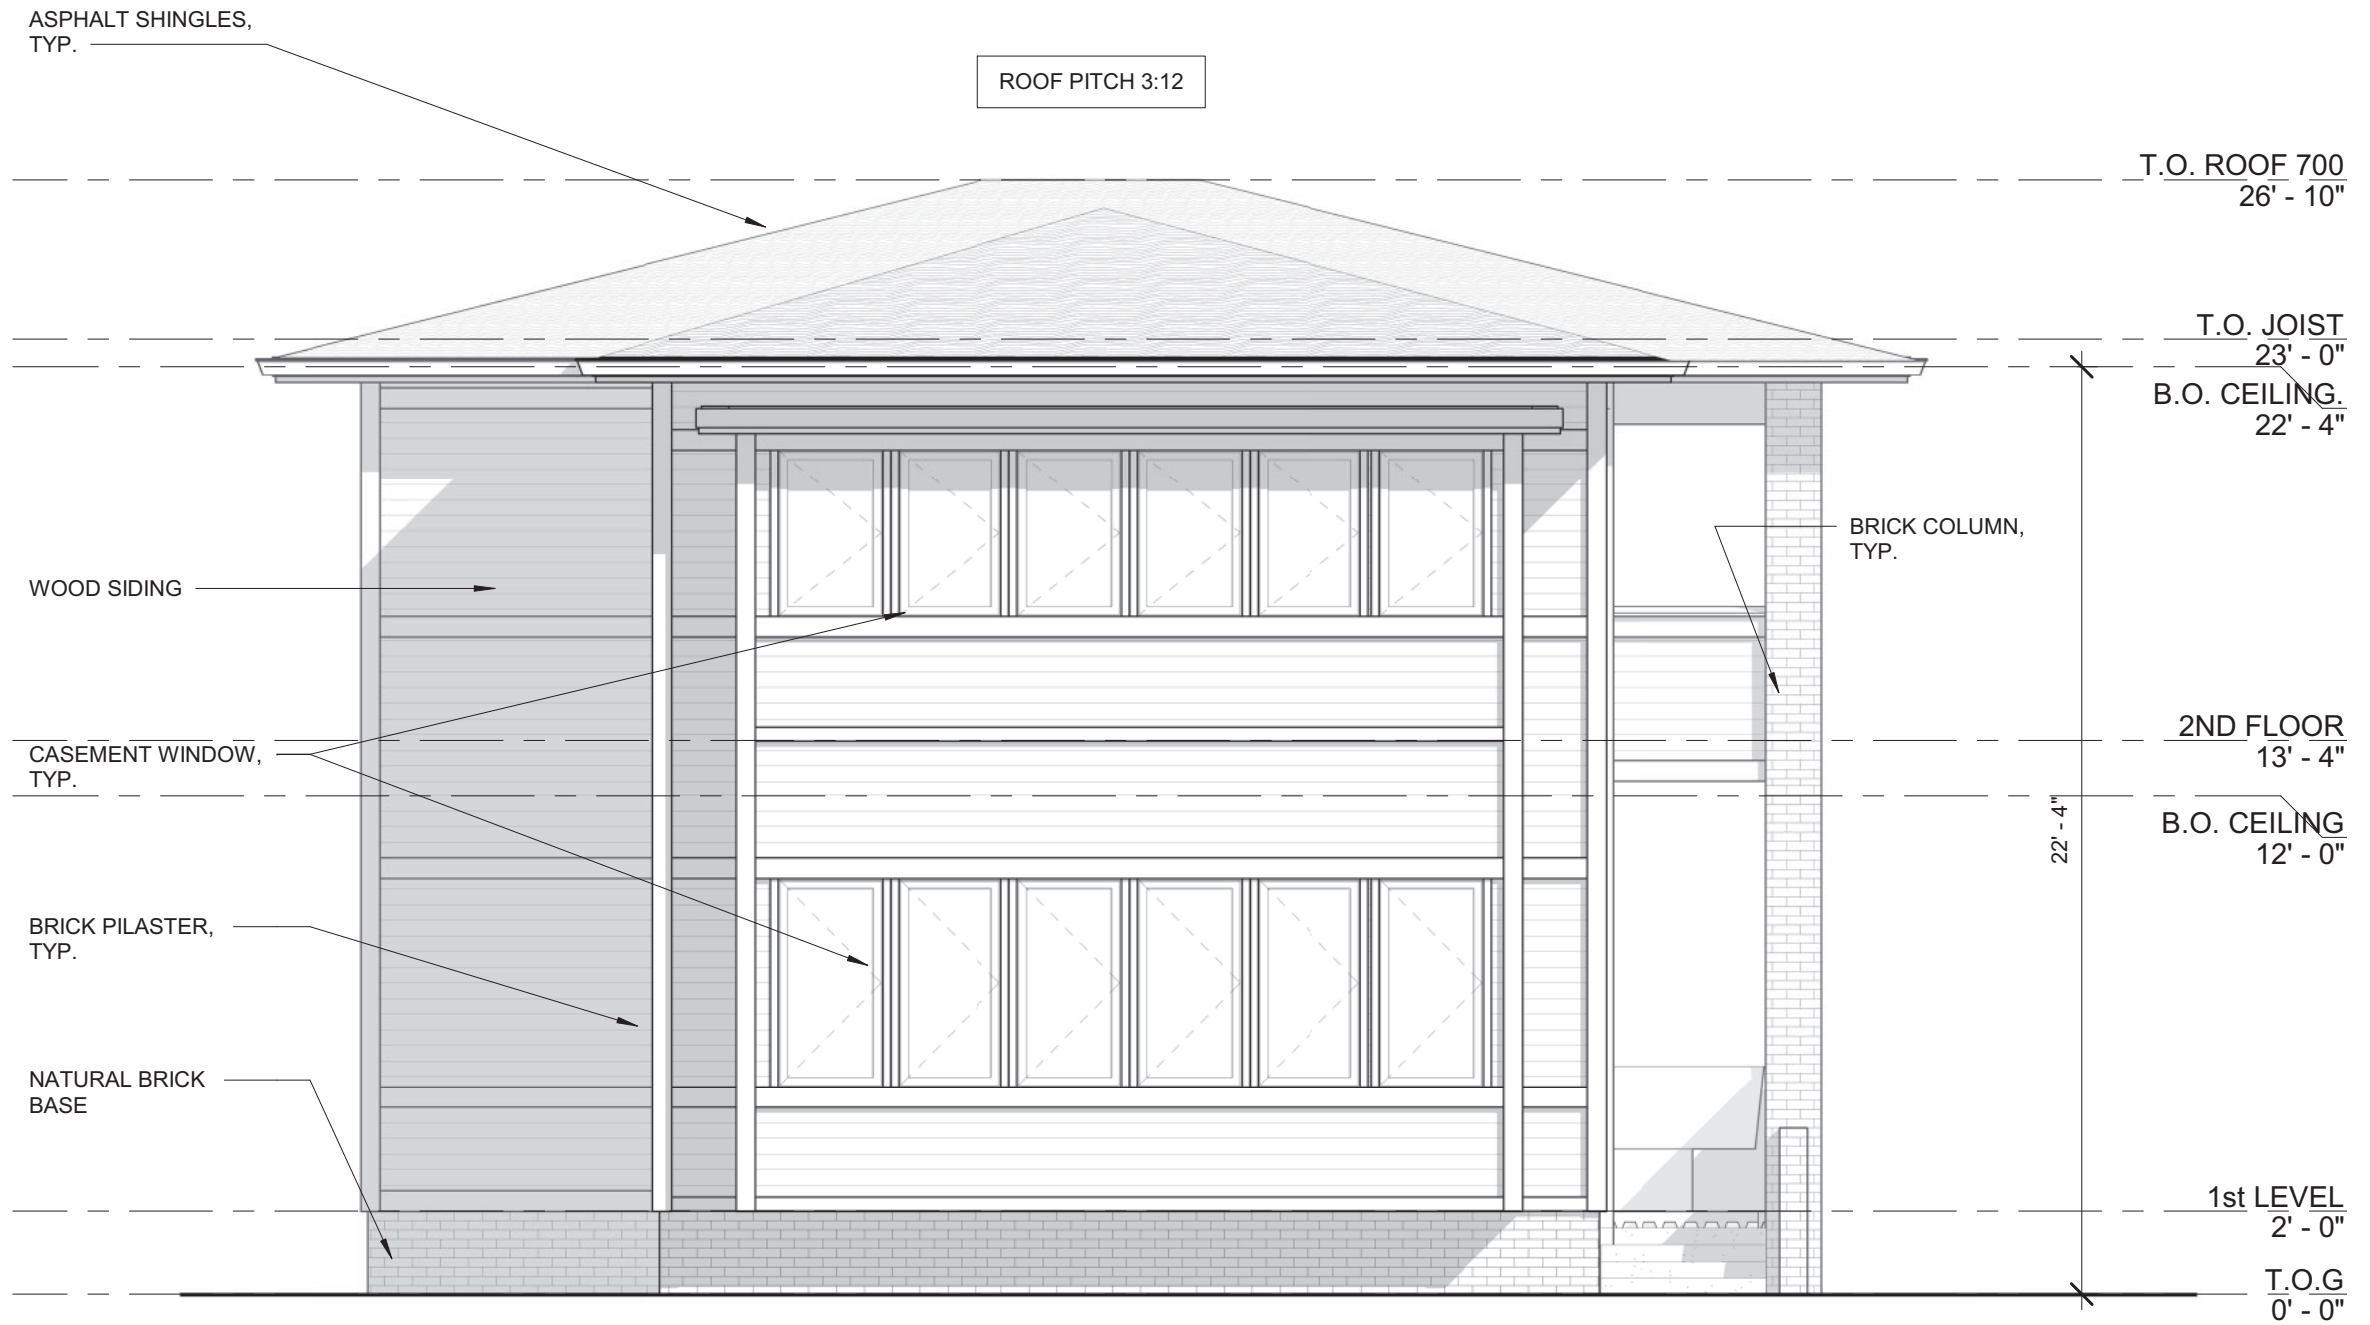 ASPHALT SHINGLES,
TYP.
ROOF PITCH 3:12
T.O. ROOF 700
26' - 10"
T.O. JOIST
23' - 0"
B.O. CEILING.
22' - 4"
BRICK COLUMN,
TYP.
WOOD SIDING
2ND FLOOR
13' - 4"
CASEMENT WINDOW,
TYP.
22' - 4"
B.O. CEILING
12' - 0"
BRICK PILASTER,
TYP.
NATURAL BRICK
BASE
1st LEVEL
2' - 0"
T.O.G
0' - 0"